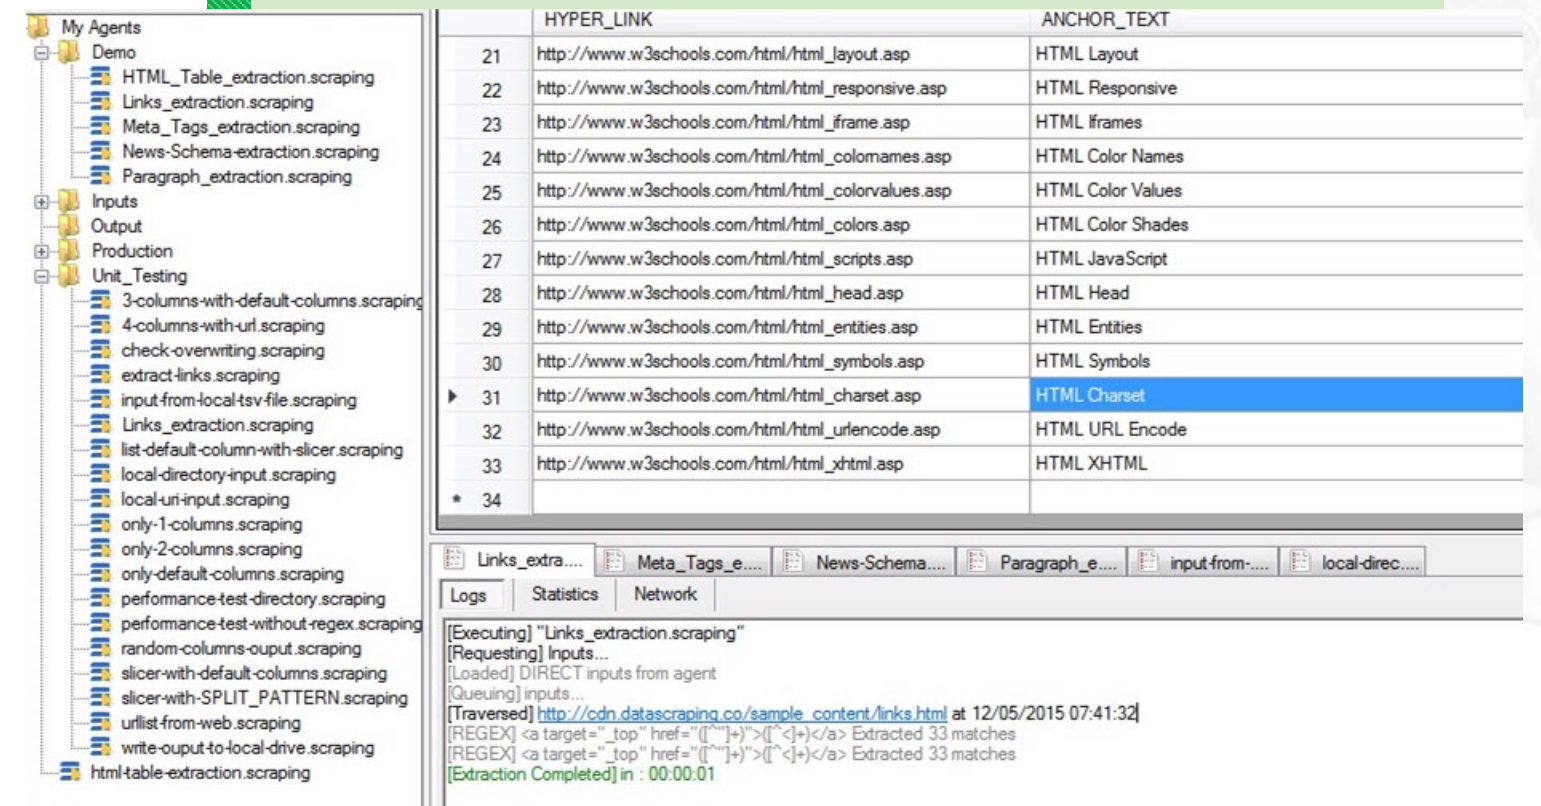 My Agents
Demo
HTML_Table_extraction.scraping
Links_extraction.scraping
Meta_Tags_extraction.scraping
News-Schema-extraction.scraping
Paragraph_extraction.scraping
Inputs
Output
Production
Unit_Testing
3-columns-with-default-columns.scraping
4-columns-with-url.scraping
check-overwriting.scraping
extract-links.scraping
input-from-local-tsv-file.scraping
Links_extraction.scraping
list-default-column-with-slicer.scraping
local-directory-input.scraping
local-uri-input.scraping
only-1-columns.scraping
only-2-columns.scraping
only-default-columns.scraping
performance-test-directory.scraping
performance-test-without-regex.scraping
random-columns-ouput.scraping
slicer-with-default-columns.scraping
slicer-with-SPLIT_PATTERN.scraping
urllist-from-web.scraping
write-ouput-to-local-drive.scraping
html-table-extraction.scraping
HYPER_LINK ANCHOR_TEXT
21 http://www.w3schools.com/html/html_layout.asp HTML Layout
22 http://www.w3schools.com/html/html_responsive.asp HTML Responsive
23 http://www.w3schools.com/html/html_iframe.asp HTML Iframes
24 http://www.w3schools.com/html/html_colornames.asp HTML Color Names
25 http://www.w3schools.com/html/html_colorvalues.asp HTML Color Values
26 http://www.w3schools.com/html/html_colors.asp HTML Color Shades
27 http://www.w3schools.com/html/html_scripts.asp HTML JavaScript
28 http://www.w3schools.com/html/html_head.asp HTML Head
29 http://www.w3schools.com/html/html_entities.asp HTML Entities
30 http://www.w3schools.com/html/html_symbols.asp HTML Symbols
31 http://www.w3schools.com/html/html_charset.asp HTML Charset
32 http://www.w3schools.com/html/html_urlencode.asp HTML URL Encode
33 http://www.w3schools.com/html/html_xhtml.asp HTML XHTML
* 34
Links_extra.... Meta_Tags_e.... News-Schema.... Paragraph_e.... input-from-.... local-direc....
Logs Statistics Network
[Executing] "Links_extraction.scraping"
[Requesting] Inputs...
[Loaded] DIRECT inputs from agent
[Queuing] inputs...
[Traversed] http://cdn.datascraping.co/sample_content/links.html at 12/05/2015 07:41:32
[REGEX] <a target="_top" href="([^"]+)">([^<]+)</a> Extracted 33 matches
[REGEX] <a target="_top" href="([^"]+)">([^<]+)</a> Extracted 33 matches
[Extraction Completed] in : 00:00:01